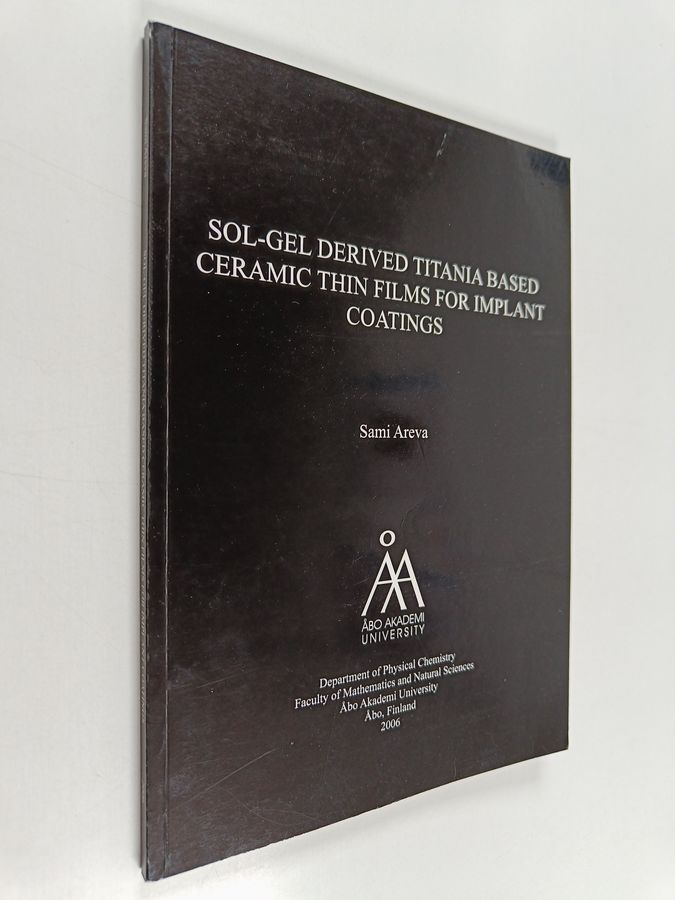 SOL-GEL DERIVED TITANIA BASED
CERAMIC THIN FILMS FOR IMPLANT
COATINGS
Sami Areva
ÅA
ÅBO AKADEMI
UNIVERSITY
Department of Physical Chemistry
Faculty of Mathematics and Natural Sciences
Åbo Akademi University
Åbo, Finland
2006